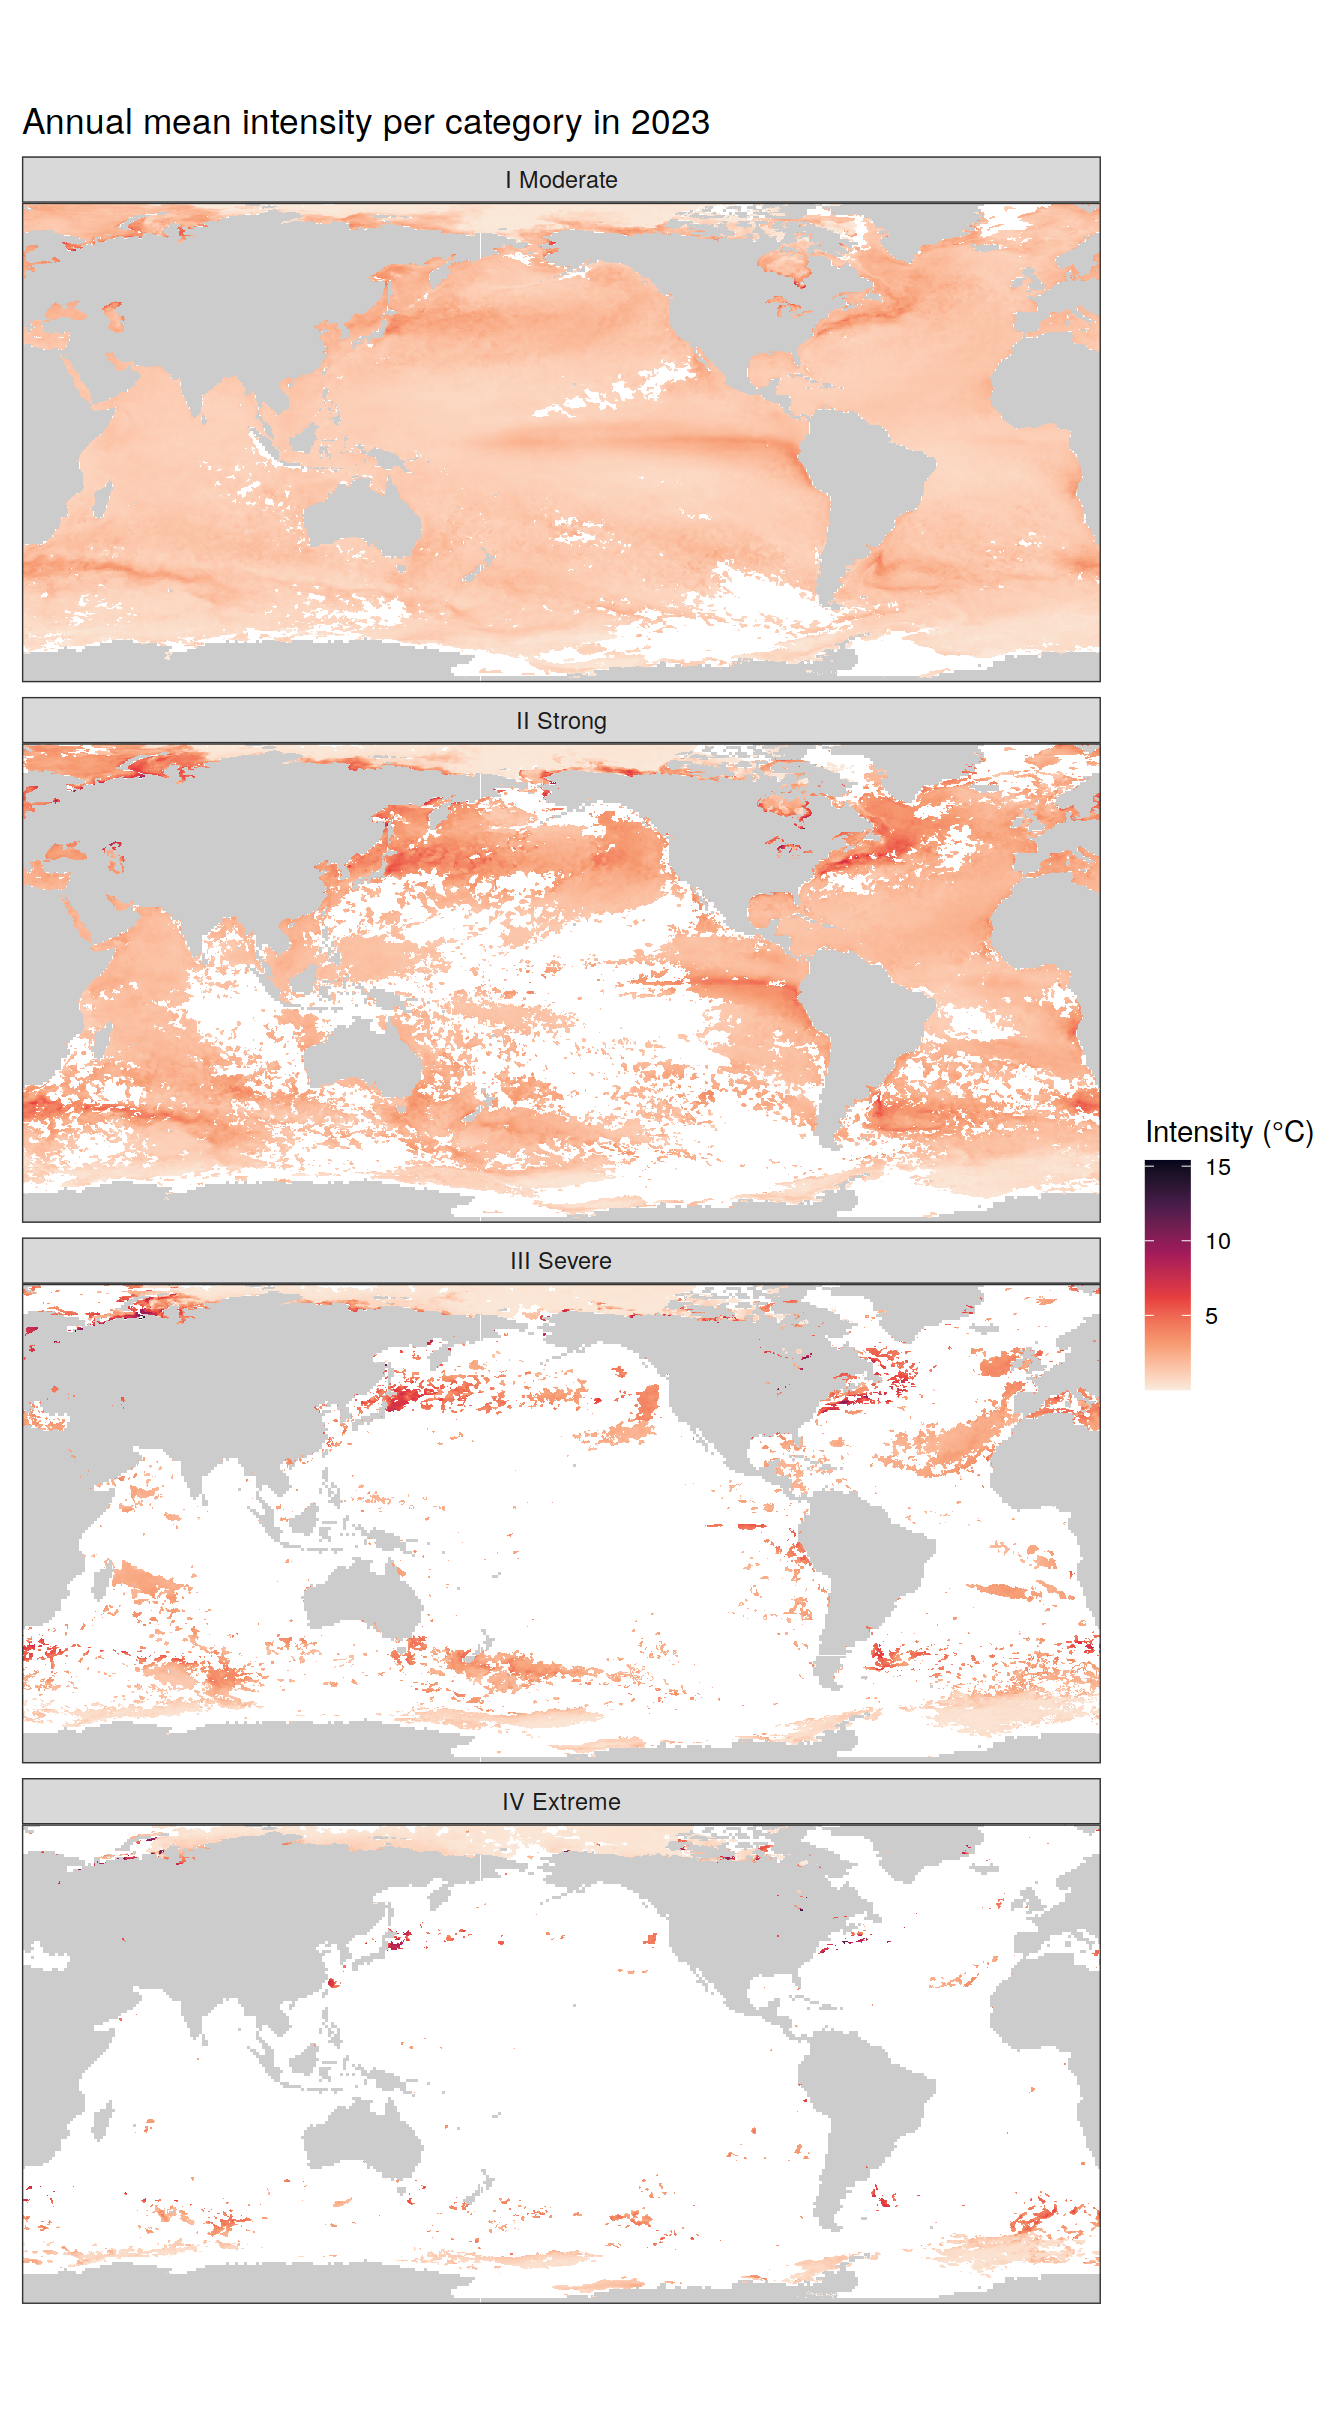 Annual mean intensity per category in 2023
I Moderate
II Strong
Intensity (°C)
15
10
5
III Severe
IV Extreme